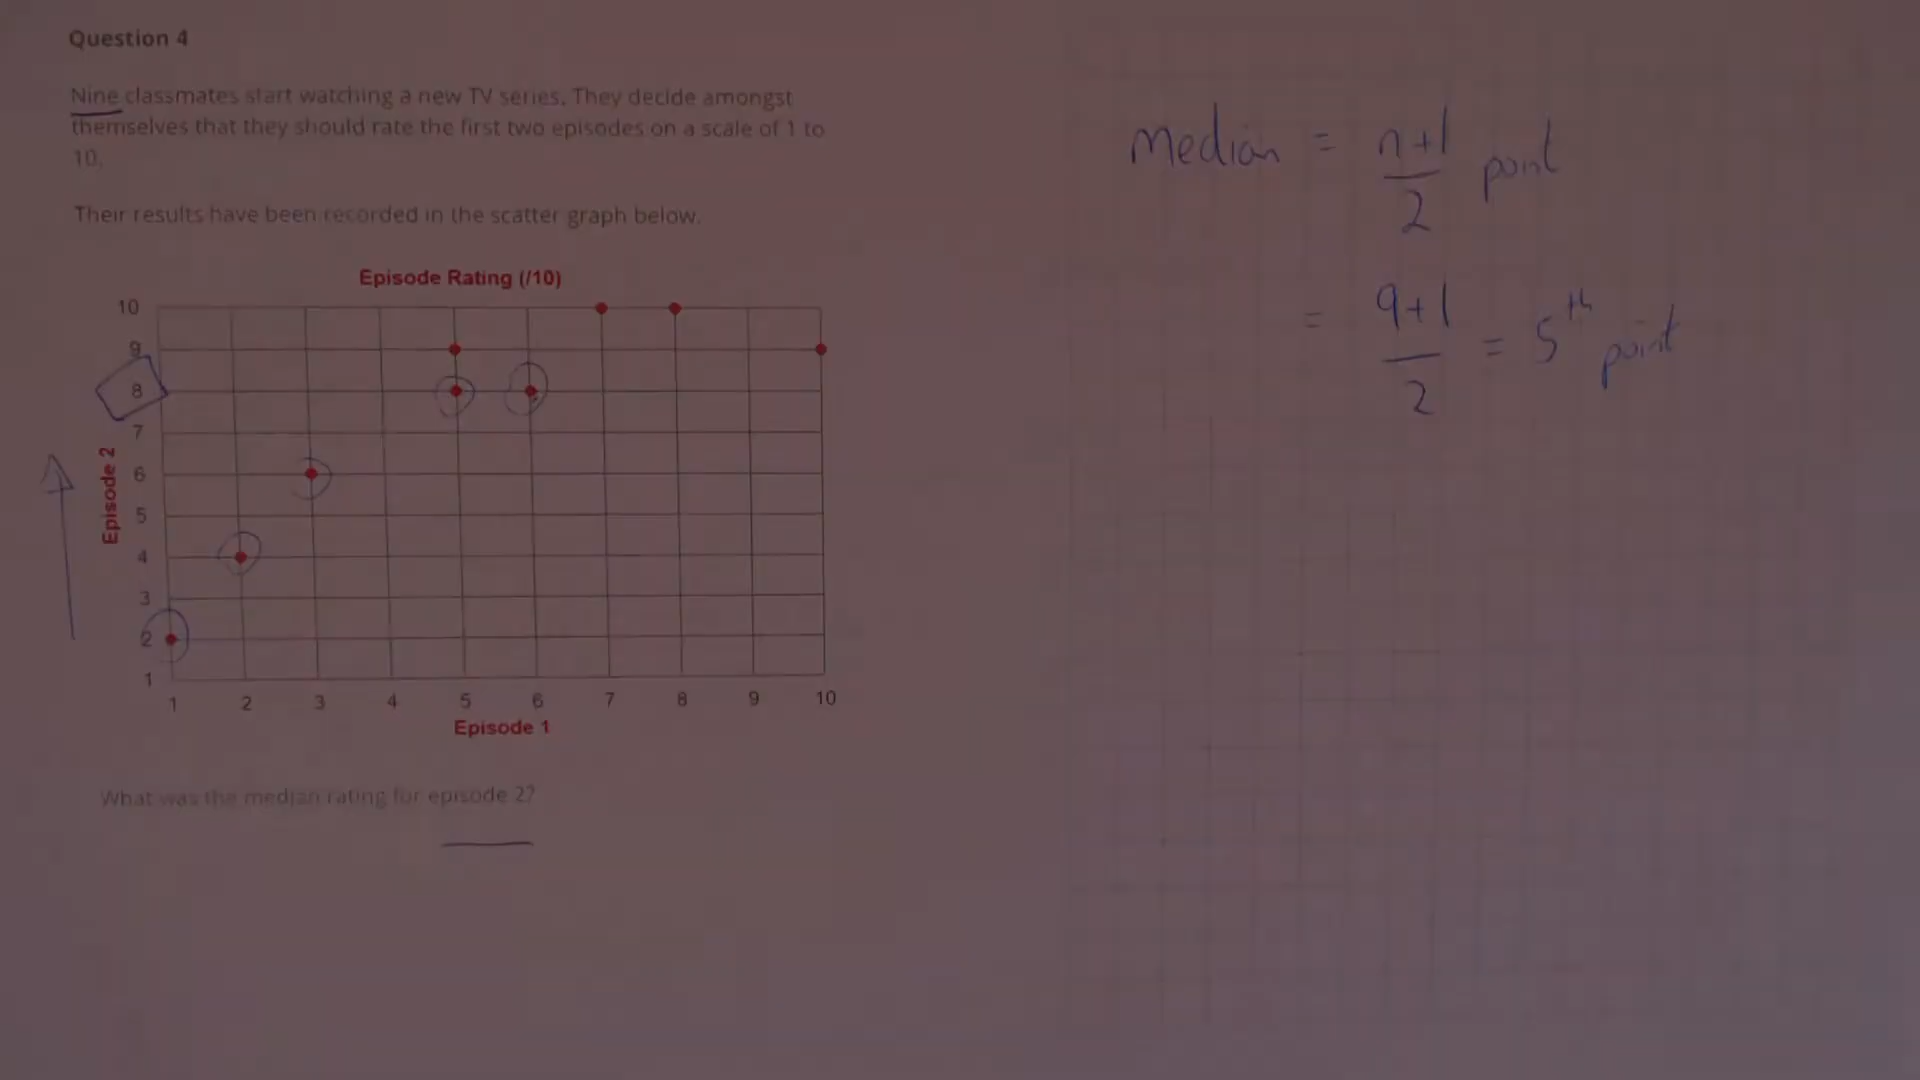 Question 4
Nine classmates start watching a new TV series. They decide amongst
themselves that they should rate the first two episodes on a scale of 1 to
10.
Their results have been recorded in the scatter graph below.
Episode Rating (/10)
10
9
8
7
6
5
4
3
2
1
Episode 2
1 2 3 4 5 6 7 8 9 10
Episode 1
What was the median rating for episode 2?
Median = n+1/2 point
= 9+1/2 = 5th point